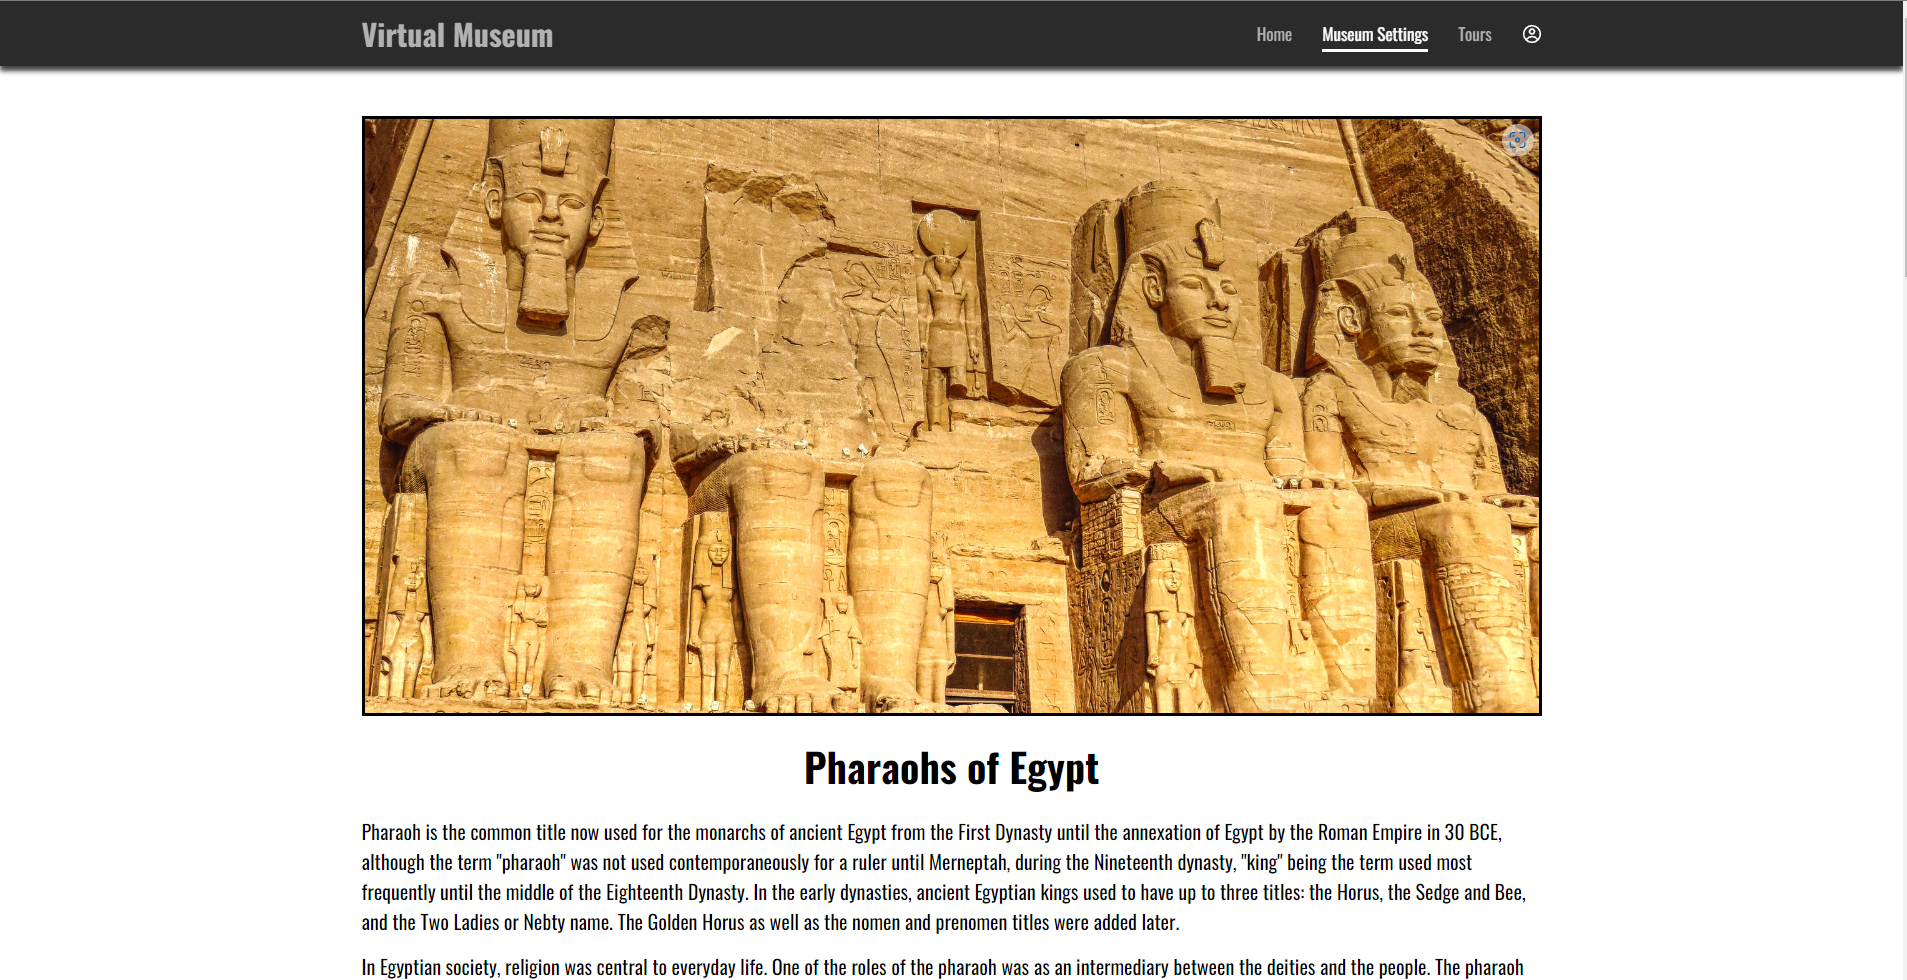 Virtual Museum
Home Museum Settings Tours
Pharaohs of Egypt
Pharaoh is the common title now used for the monarchs of ancient Egypt from the First Dynasty until the annexation of Egypt by the Roman Empire in 30 BCE,
although the term "pharaoh" was not used contemporaneously for a ruler until Merneptah, during the Nineteenth dynasty, "king" being the term used most
frequently until the middle of the Eighteenth Dynasty. In the early dynasties, ancient Egyptian kings used to have up to three titles: the Horus, the Sedge and Bee,
and the Two Ladies or Nebty name. The Golden Horus as well as the nomen and prenomen titles were added later.
In Egyptian society, religion was central to everyday life. One of the roles of the pharaoh was as an intermediary between the deities and the people. The pharaoh